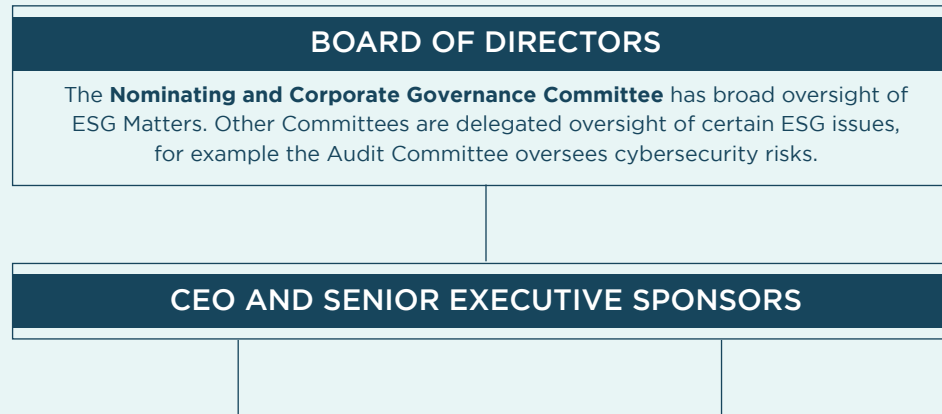 BOARD OF DIRECTORS
The Nominating and Corporate Governance Committee has broad oversight of
ESG Matters. Other Committees are delegated oversight of certain ESG issues,
for example the Audit Committee oversees cybersecurity risks.
CEO AND SENIOR EXECUTIVE SPONSORS